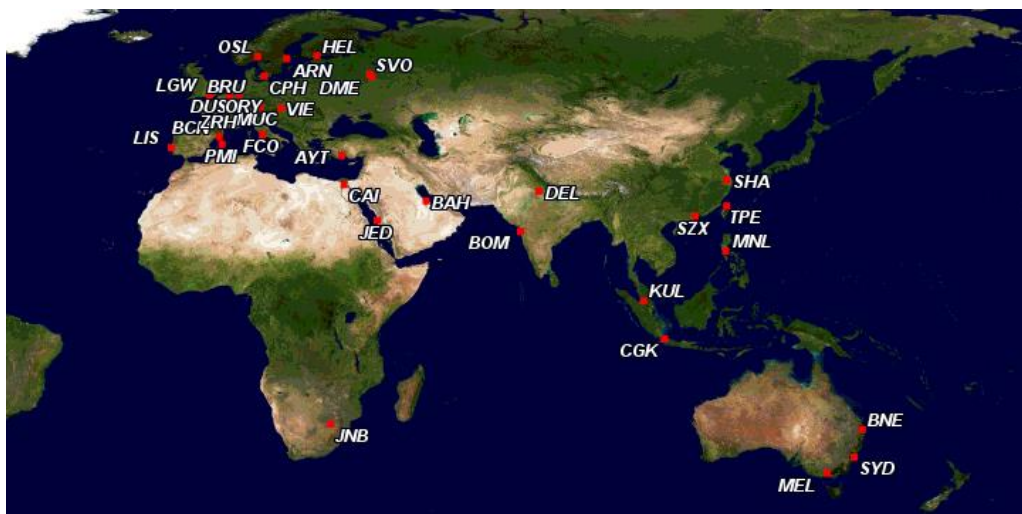 OSL
HEL
ARN
SVO
LGW
BRU
CPH
DME
DUS
ORY
VIE
BCN
ZRH
MUC
LIS
PMI
FCO
AYT
CAI
BAH
DEL
SHA
JED
SZX
TPE
BOM
MNL
KUL
CGK
JNB
BNE
SYD
MEL